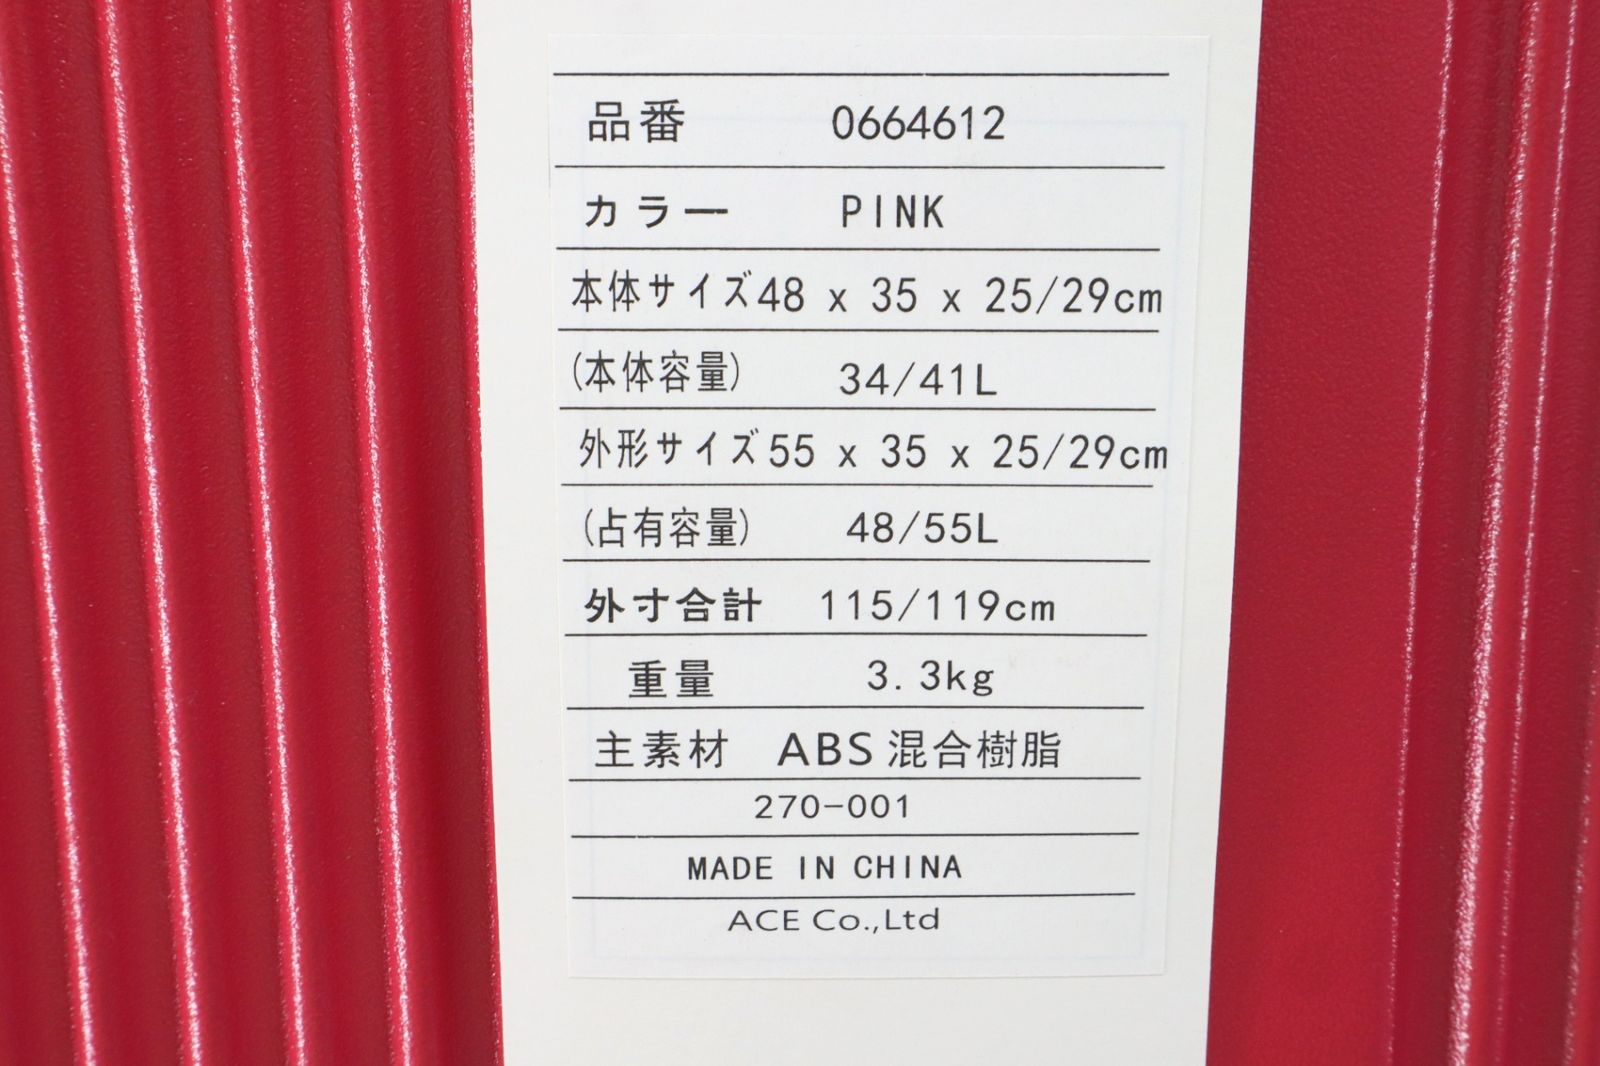 品番 0664612
カラー PINK
本体サイズ48 x 35 x 25/29cm
(本体容量) 34/41L
外形サイズ55 x 35 x 25/29cm
(占有容量) 48/55L
外寸合計 115/119cm
重量 3.3kg
主素材 ABS混合樹脂
270-001
MADE IN CHINA
ACE Co.,Ltd